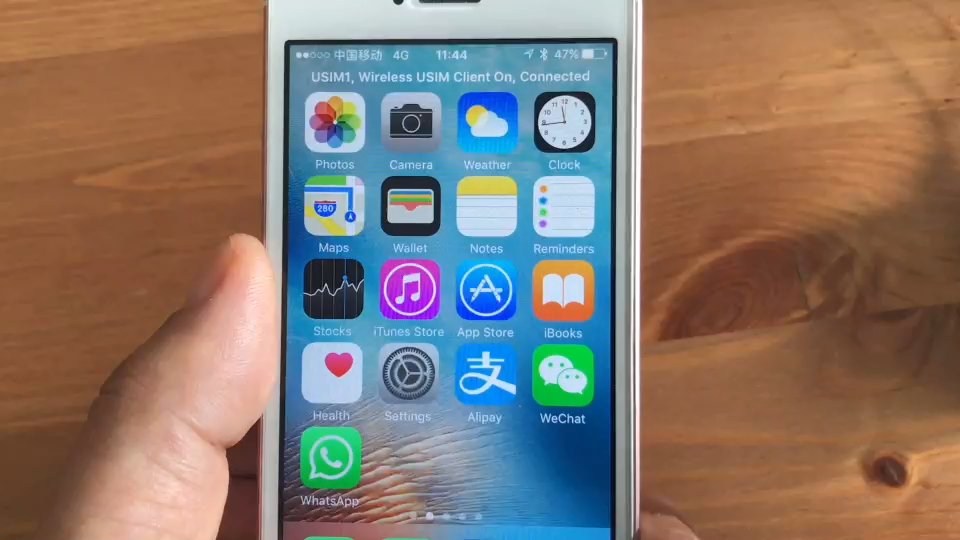 中国移动 4G 11:44 47%
USIM1, Wireless USIM Client On, Connected
Photos Camera Weather Clock
280
Maps Wallet Notes Reminders
Stocks iTunes Store App Store iBooks
支
Health Settings Alipay WeChat
WhatsApp